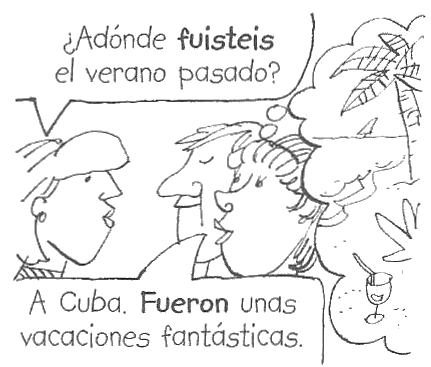 ¿Adónde fuisteis
el verano pasado?
A Cuba. Fueron unas
vacaciones fantásticas.